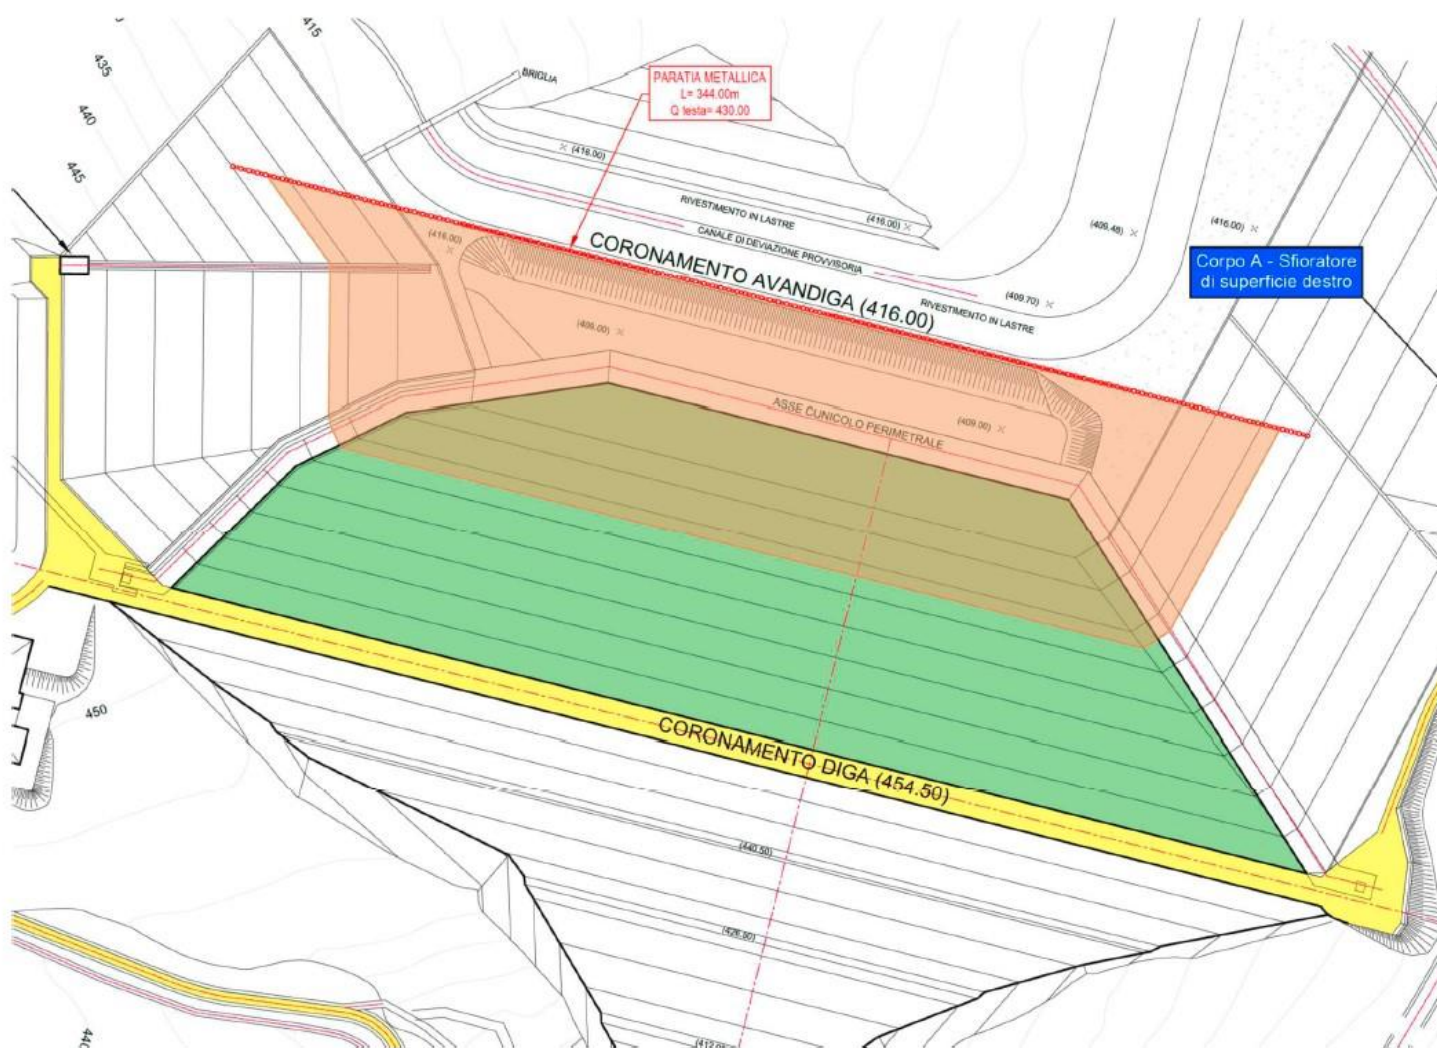 415
435
440
445
BRIGLIA
PARATIA METALLICA
L= 344.00m
Q testa= 430.00
(416.00)
RIVESTIMENTO IN LASTRE
(416.00)
CANALE DI DEVIAZIONE PROVVISORIA
(409.48)
(416.00)
(416.00)
CORONAMENTO AVANDIGA (416.00)
Corpo A - Sfioratore
di superficie destro
(409.70)
RIVESTIMENTO IN LASTRE
(409.00)
ASSE CUNICOLO PERIMETRALE
(409.00)
450
CORONAMENTO DIGA (454.50)
(440.50)
(426.50)